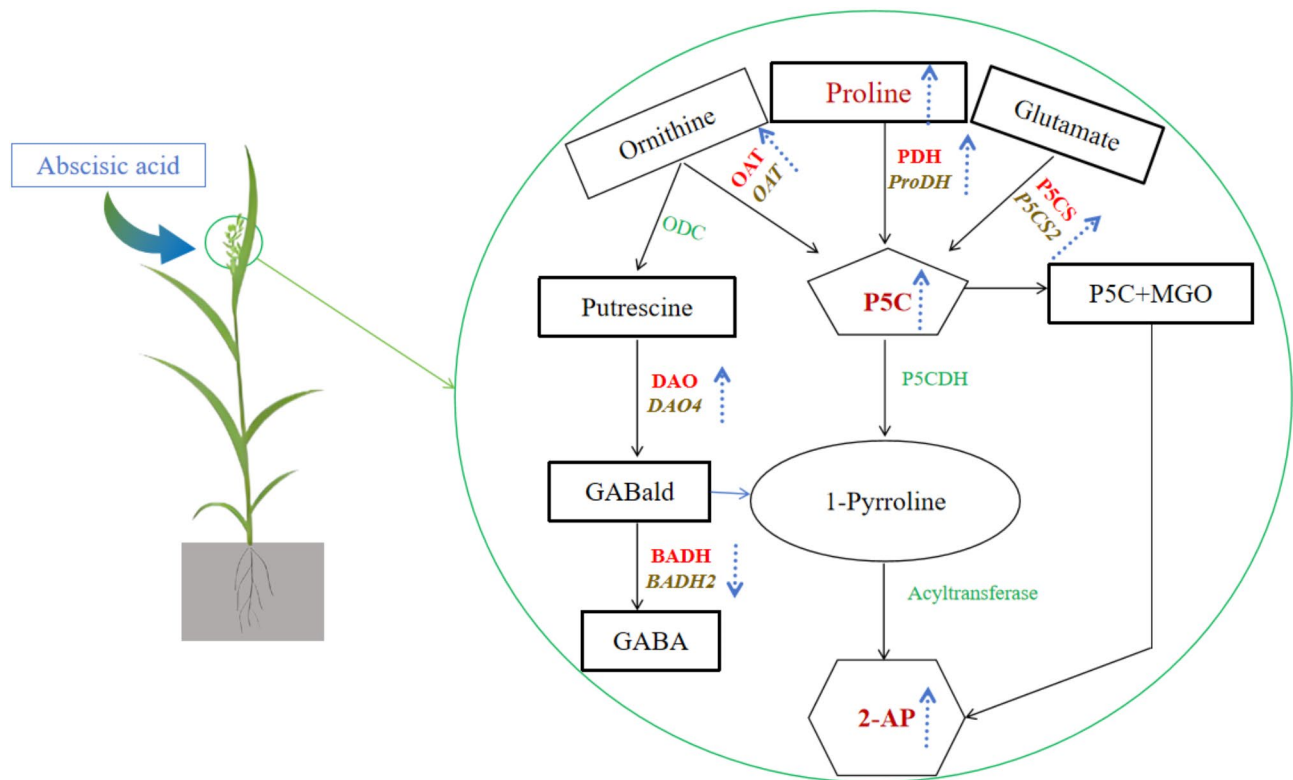 Abscisic acid
Ornithine
Proline
Glutamate
OAT
OAT
PDH
ProDH
P5CS
P5CS2
ODC
Putrescine
P5C
P5C+MGO
DAO
DAO4
P5CDH
GABald
1-Pyrroline
BADH
BADH2
Acyltransferase
GABA
2-AP